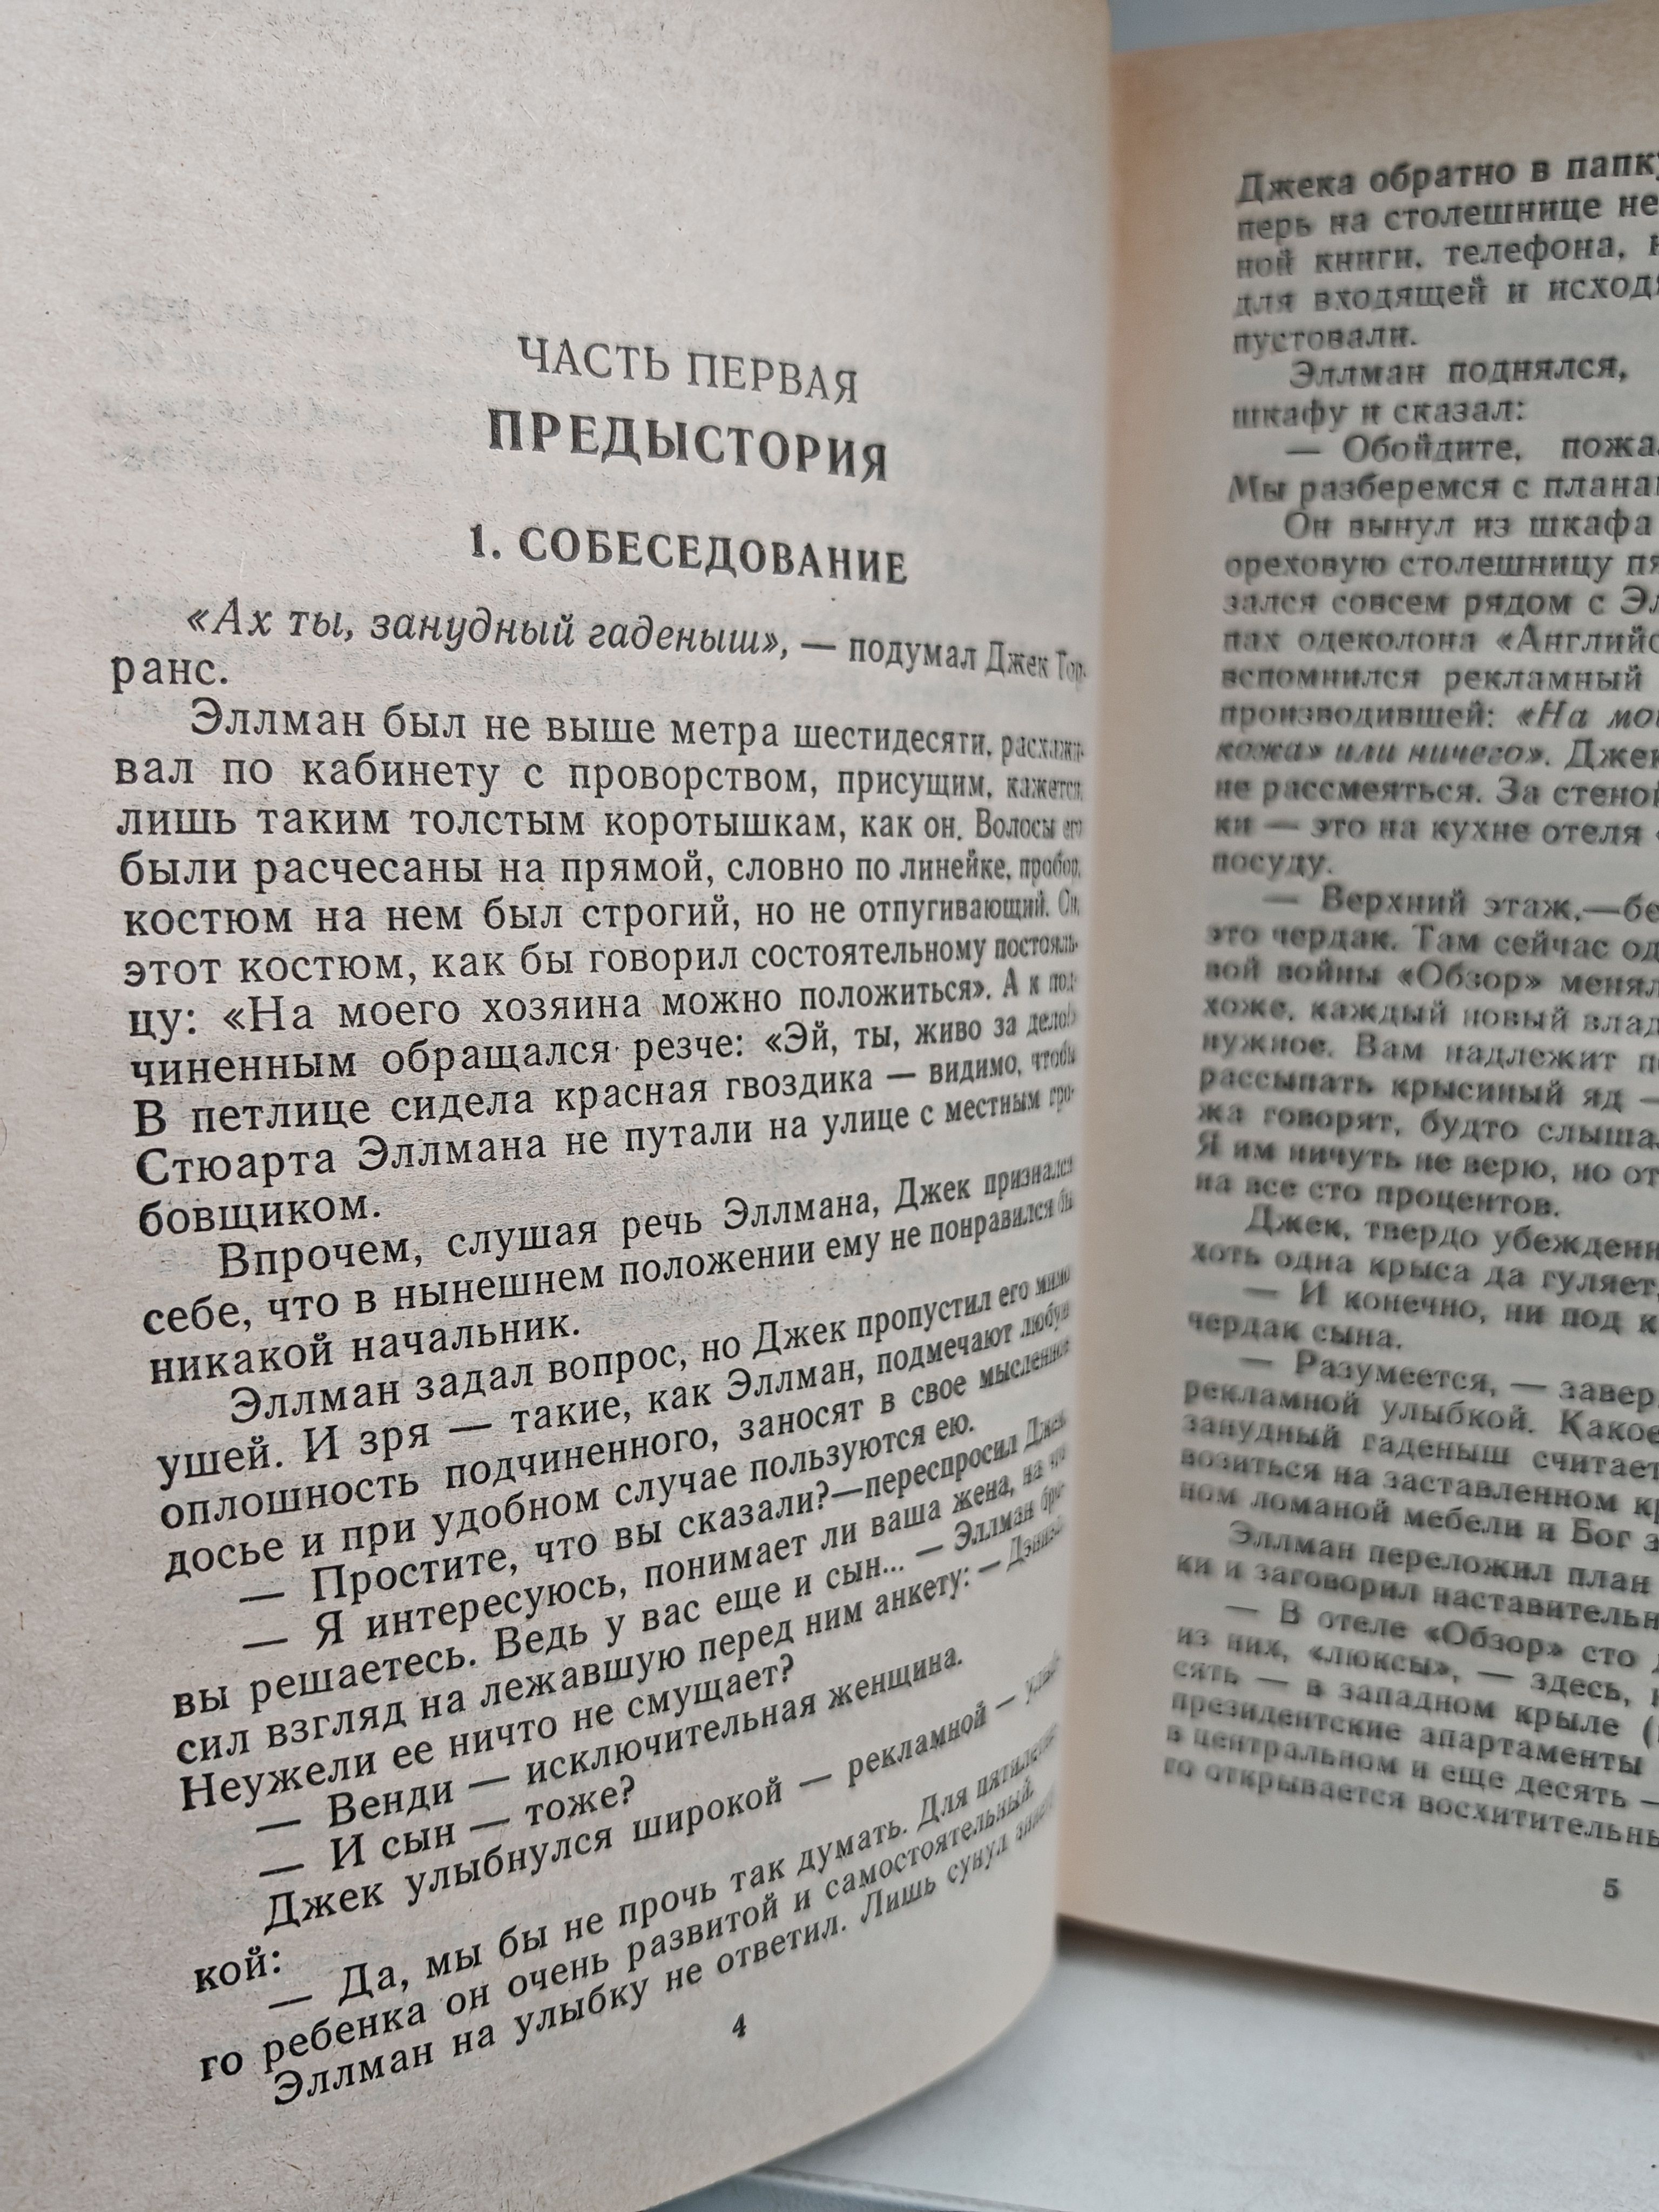 ЧАСТЬ ПЕРВАЯ
ПРЕДЫСТОРИЯ
1. СОБЕСЕДОВАНИЕ
«Ах ты, занудный гаденыш», — подумал Джек Тор-
ранс.
Эллман был не выше метра шестидесяти, расхажи-
вал по кабинету с проворством, присущим, кажется,
лишь таким толстым коротышкам, как он. Волосы его
были расчесаны на прямой, словно по линейке, пробор,
костюм на нем был строгий, но не отпугивающий. Он,
этот костюм, как бы говорил состоятельному постояль-
цу: «На моего хозяина можно положиться». А к под-
чиненным обращался резче: «Эй, ты, живо за дело!»
В петлице сидела красная гвоздика — видимо, чтобы
Стюарта Эллмана не путали на улице с местным гро-
бовщиком.
Впрочем, слушая речь Эллмана, Джек признался
себе, что в нынешнем положении ему не понравился бы
никакой начальник.
Эллман задал вопрос, но Джек пропустил его мимо
ушей. И зря — такие, как Эллман, подмечают любую
оплошность подчиненного, заносят в свое мысленное
досье и при удобном случае пользуются ею.
— Простите, что вы сказали?—переспросил Джек
— Я интересуюсь, понимает ли ваша жена, на что
вы решаетесь. Ведь у вас еще и сын... — Эллман бро-
сил взгляд на лежавшую перед ним анкету: —
Неужели ее ничто не смущает?
— Венди — исключительная женщина.
— И сын — тоже?
Джек улыбнулся широкой — рекламной — улыб-
кой:
— Да, мы бы не прочь так думать. Для пятилетне-
го ребенка он очень развитой и самостоятельный.
Эллман на улыбку не ответил. Лишь сунул анкету
4
Джека обратно в папку
перь на столешнице не
ной книги, телефона,
для входящей и исходя
пустовали.
Эллман поднялся,
шкафу и сказал:
— Обойдите, пожа
Мы разберемся с плана
Он вынул из шкафа
ореховую столешницу
зался совсем рядом с Эл
пах одеколона «Английс
вспомнился рекламный
производившей: «На мо
кожа» или ничего». Джек
не рассмеяться. За стеной
ки — это на кухне отеля
посуду.
— Верхний этаж,—бе
это чердак. Там сейчас од
вой войны «Обзор» менял
хоже, каждый новый влад
нужное. Вам надлежит
рассыпать крысиный яд —
жа говорят, будто слыша
Я им ничуть не верю, но от
на все сто процентов.
Джек, твердо убежденн
хоть одна крыса да гуляет,
— И конечно, ни под к
чердак сына.
— Разумеется, — завер
рекламной улыбкой. Какое
занудный гаденыш считает
возиться на заставленном кр
ном ломаной мебели и Бог з
Эллман переложил план
ки и заговорил наставительн
— В отеле «Обзор» сто
из них, «люксы», — здесь,
сять — в западном крыле (
президентские апартаменты
в центральном и еще десять —
го открывается восхитительны
5